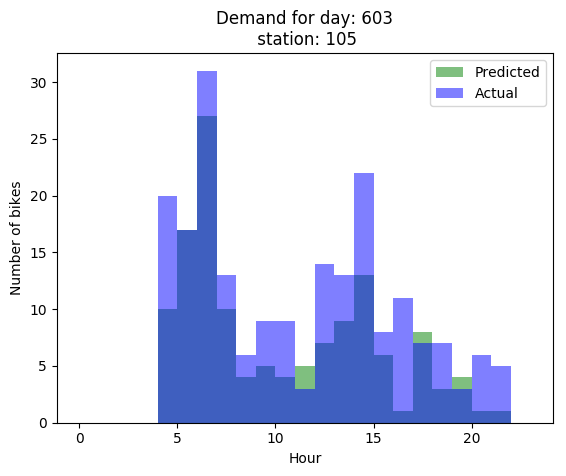 Demand for day: 603
station: 105
Predicted
Actual
Number of bikes
30
25
20
15
10
5
0
0
5
10
15
20
Hour